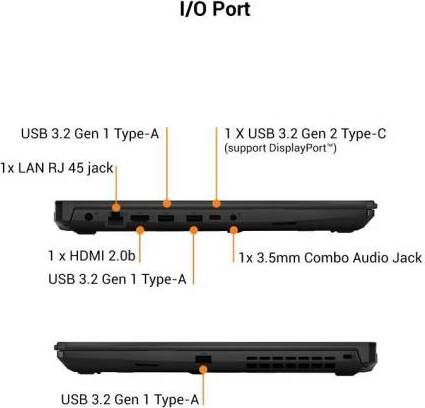 I/O Port
USB 3.2 Gen 1 Type-A
1 X USB 3.2 Gen 2 Type-C
(support DisplayPort™)
1x LAN RJ 45 jack
1 x HDMI 2.0b
1x 3.5mm Combo Audio Jack
USB 3.2 Gen 1 Type-A
USB 3.2 Gen 1 Type-A